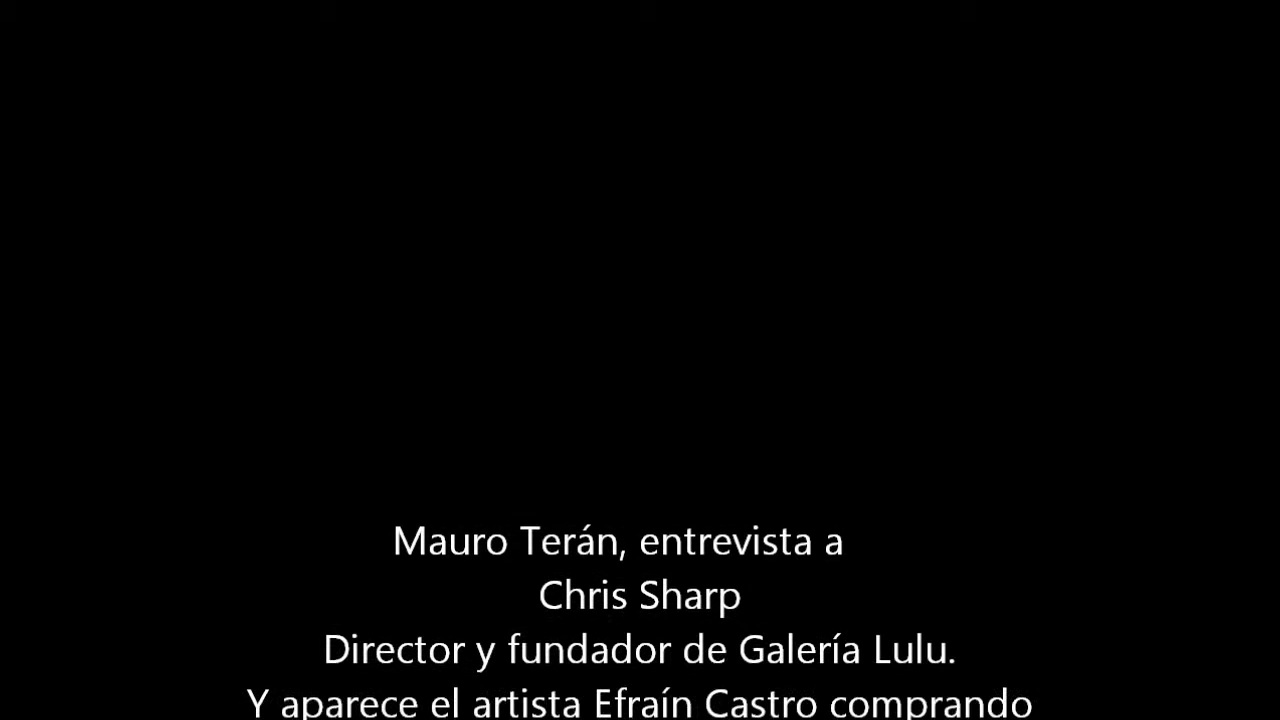 Mauro Terán, entrevista a
Chris Sharp
Director y fundador de Galería Lulu.
Y aparece el artista Efraín Castro comprando